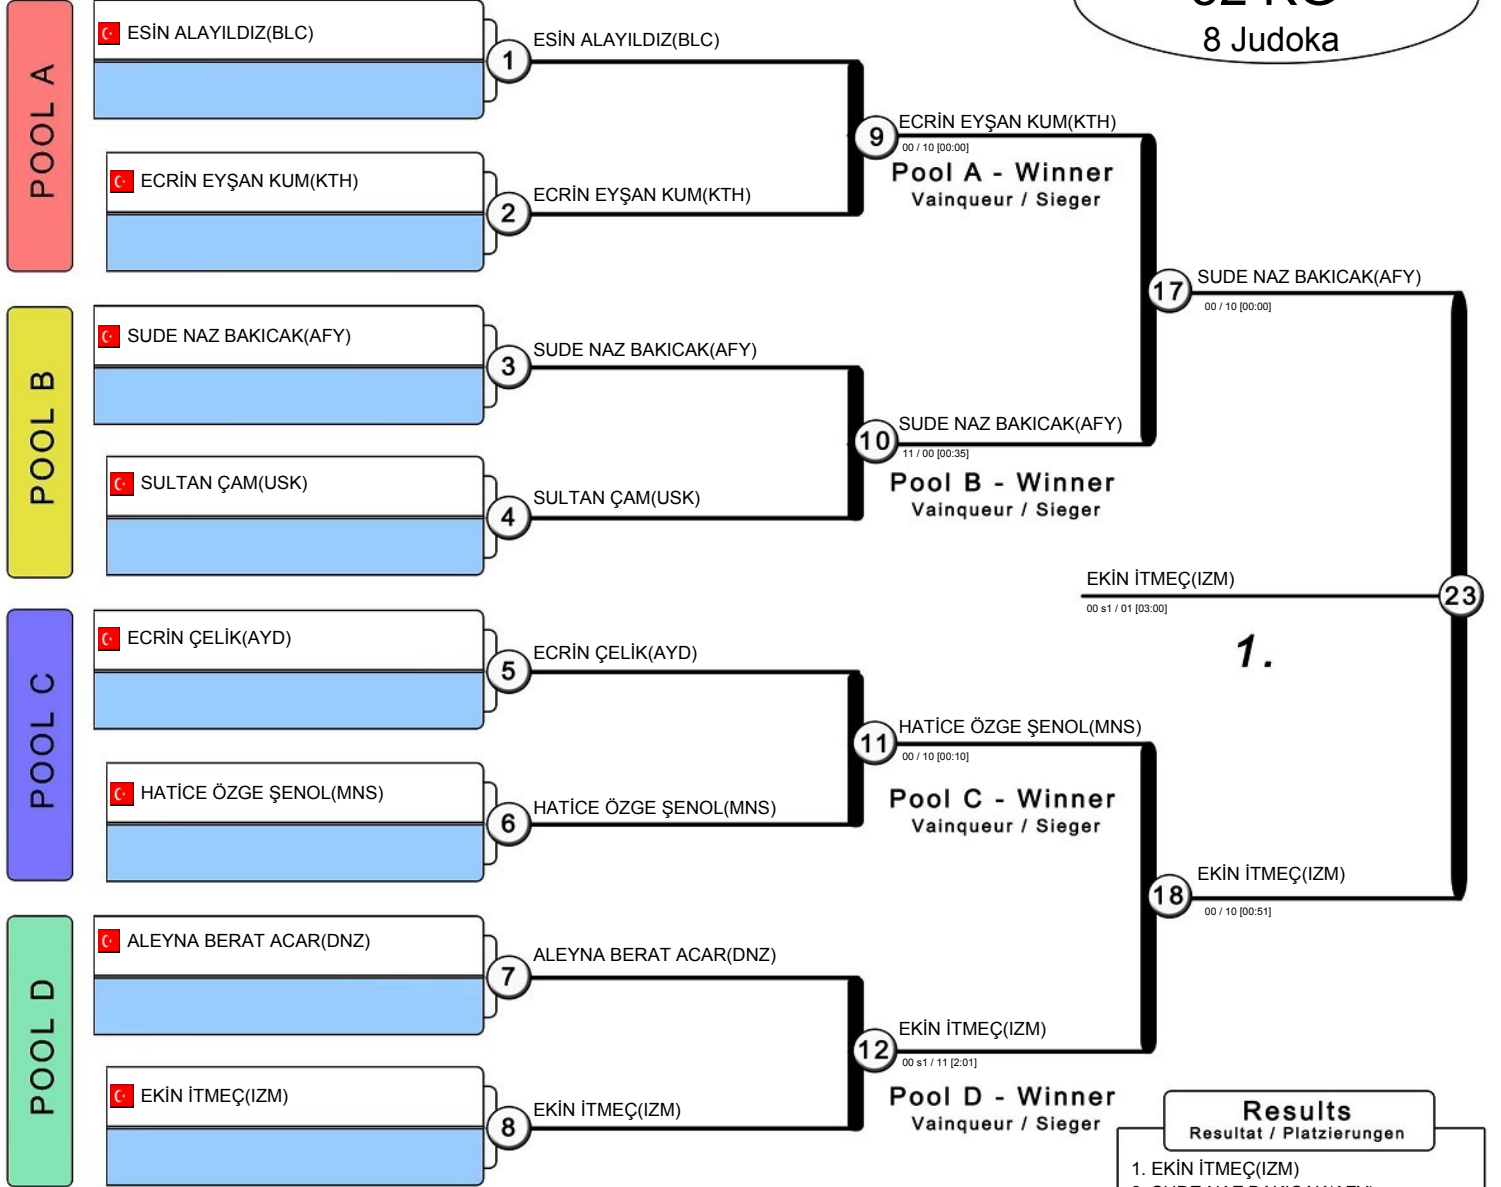 8 Judoka
POOL A
ESİN ALAYILDIZ(BLC)
1
ESİN ALAYILDIZ(BLC)
ECRİN EYŞAN KUM(KTH)
2
ECRİN EYŞAN KUM(KTH)
9
ECRİN EYŞAN KUM(KTH)
00 / 10 [00:00]
Pool A - Winner
Vainqueur / Sieger
POOL B
SUDE NAZ BAKICAK(AFY)
3
SUDE NAZ BAKICAK(AFY)
SULTAN ÇAM(USK)
4
SULTAN ÇAM(USK)
10
SUDE NAZ BAKICAK(AFY)
11 / 00 [00:35]
Pool B - Winner
Vainqueur / Sieger
17
SUDE NAZ BAKICAK(AFY)
00 / 10 [00:00]
EKİN İTMEÇ(IZM)
23
00 s1 / 01 [03:00]
1.
POOL C
ECRİN ÇELİK(AYD)
5
ECRİN ÇELİK(AYD)
HATİCE ÖZGE ŞENOL(MNS)
6
HATİCE ÖZGE ŞENOL(MNS)
11
HATİCE ÖZGE ŞENOL(MNS)
00 / 10 [00:10]
Pool C - Winner
Vainqueur / Sieger
18
EKİN İTMEÇ(IZM)
00 / 10 [00:51]
POOL D
ALEYNA BERAT ACAR(DNZ)
7
ALEYNA BERAT ACAR(DNZ)
EKİN İTMEÇ(IZM)
8
EKİN İTMEÇ(IZM)
12
EKİN İTMEÇ(IZM)
00 s1 / 11 [2:01]
Pool D - Winner
Vainqueur / Sieger
Results
Resultat / Platzierungen
1. EKİN İTMEÇ(IZM)